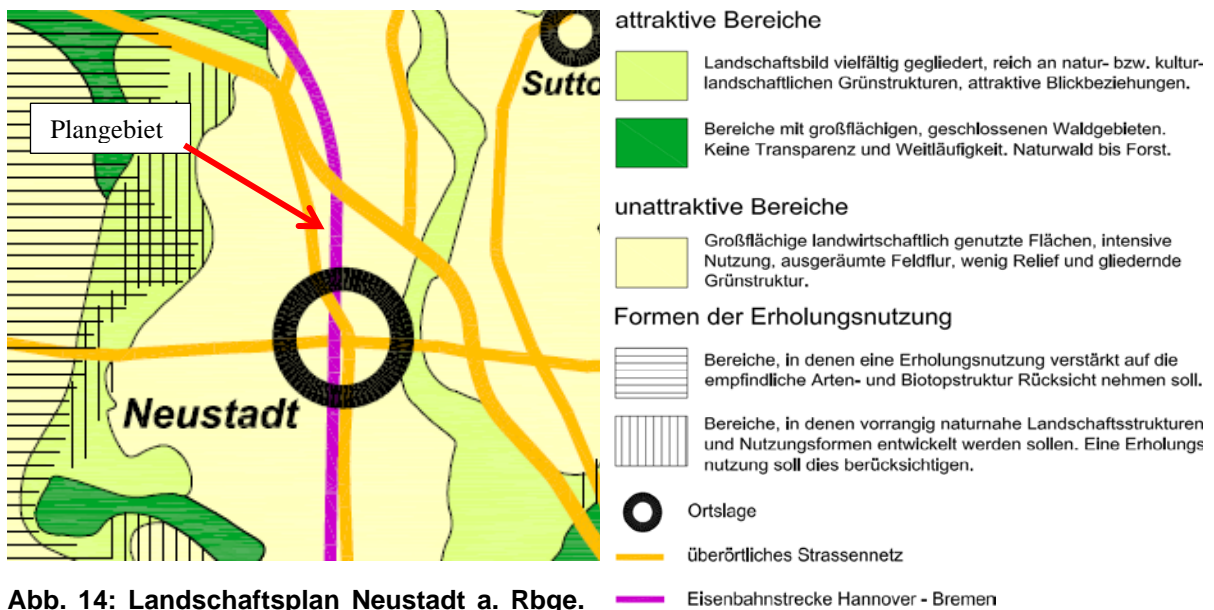 Plangebiet
Sutto
Neustadt
Abb. 14: Landschaftsplan Neustadt a. Rbge.
attraktive Bereiche
Landschaftsbild vielfältig gegliedert, reich an natur- bzw. kultur-
landschaftlichen Grünstrukturen, attraktive Blickbeziehungen.
Bereiche mit großflächigen, geschlossenen Waldgebieten.
Keine Transparenz und Weitläufigkeit. Naturwald bis Forst.
unattraktive Bereiche
Großflächige landwirtschaftlich genutzte Flächen, intensive
Nutzung, ausgeräumte Feldflur, wenig Relief und gliedernde
Grünstruktur.
Formen der Erholungsnutzung
Bereiche, in denen eine Erholungsnutzung verstärkt auf die
empfindliche Arten- und Biotopstruktur Rücksicht nehmen soll.
Bereiche, in denen vorrangig naturnahe Landschaftsstrukturen
und Nutzungsformen entwickelt werden sollen. Eine Erholungs
nutzung soll dies berücksichtigen.
Ortslage
überörtliches Strassennetz
Eisenbahnstrecke Hannover - Bremen